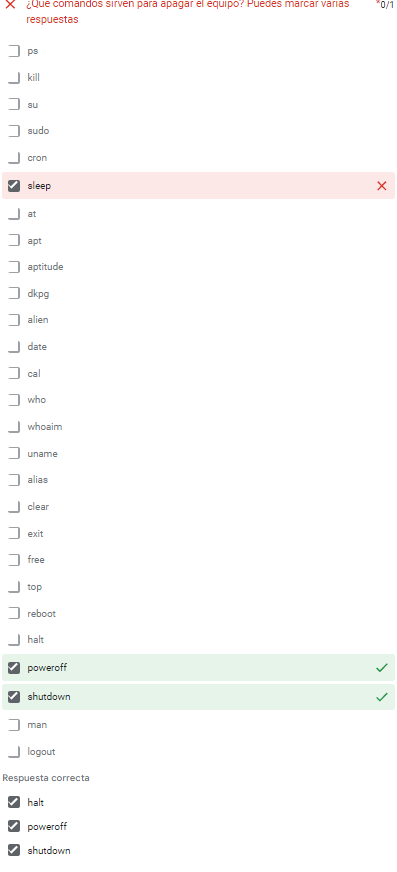 ¿Que comandos sirven para apagar el equipo? Puedes marcar varias
*0/1
respuestas
ps
kill
su
sudo
cron
sleep
at
apt
aptitude
dkpg
alien
date
cal
who
whoaim
uname
alias
clear
exit
free
top
reboot
halt
poweroff
shutdown
man
logout
Respuesta correcta
halt
poweroff
shutdown